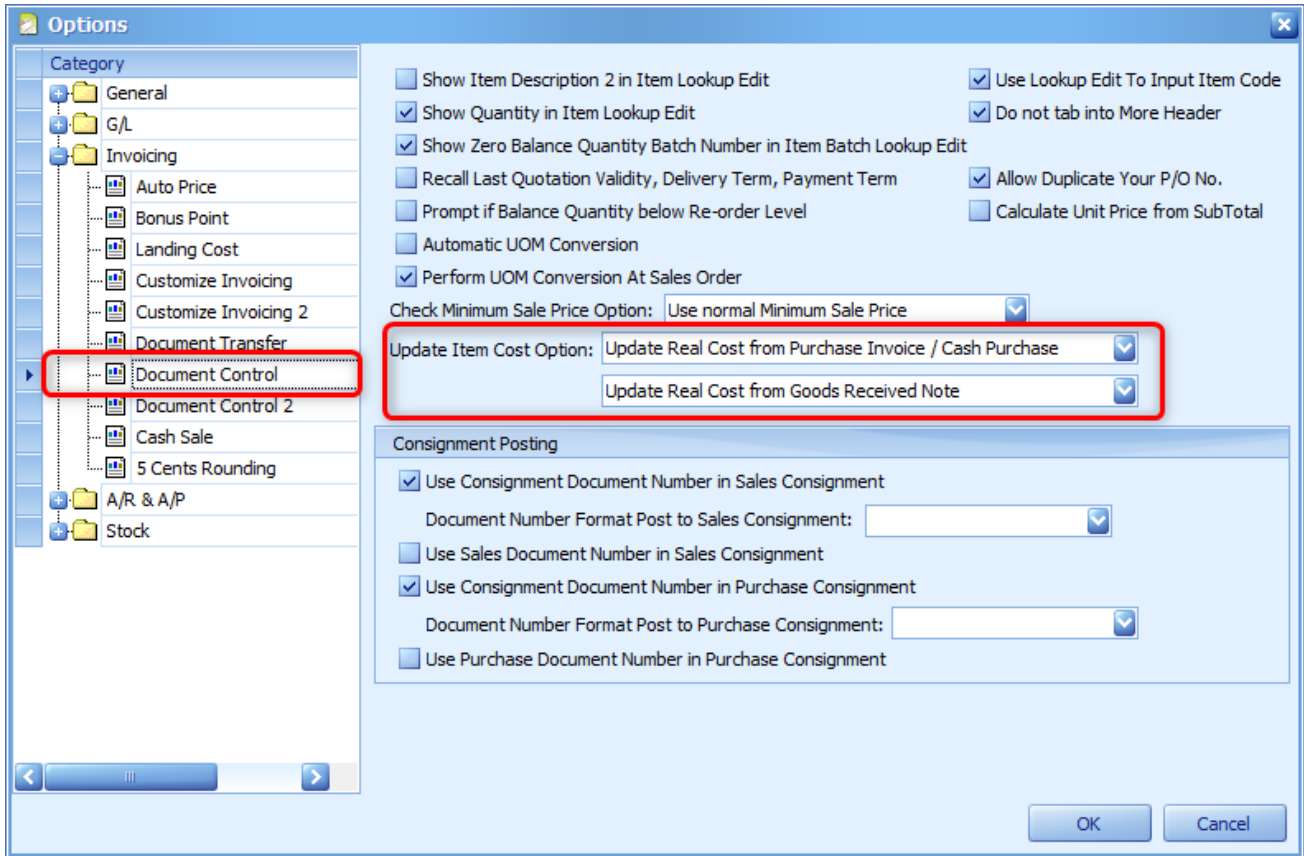 Options
Category
General
G/L
Invoicing
Auto Price
Bonus Point
Landing Cost
Customize Invoicing
Customize Invoicing 2
Document Transfer
Document Control
Document Control 2
Cash Sale
5 Cents Rounding
A/R & A/P
Stock
Show Item Description 2 in Item Lookup Edit
Use Lookup Edit To Input Item Code
Show Quantity in Item Lookup Edit
Do not tab into More Header
Show Zero Balance Quantity Batch Number in Item Batch Lookup Edit
Recall Last Quotation Validity, Delivery Term, Payment Term
Allow Duplicate Your P/O No.
Prompt if Balance Quantity below Re-order Level
Calculate Unit Price from SubTotal
Automatic UOM Conversion
Perform UOM Conversion At Sales Order
Check Minimum Sale Price Option: Use normal Minimum Sale Price
Update Item Cost Option: Update Real Cost from Purchase Invoice / Cash Purchase
Update Real Cost from Goods Received Note
Consignment Posting
Use Consignment Document Number in Sales Consignment
Document Number Format Post to Sales Consignment:
Use Sales Document Number in Sales Consignment
Use Consignment Document Number in Purchase Consignment
Document Number Format Post to Purchase Consignment:
Use Purchase Document Number in Purchase Consignment
OK
Cancel